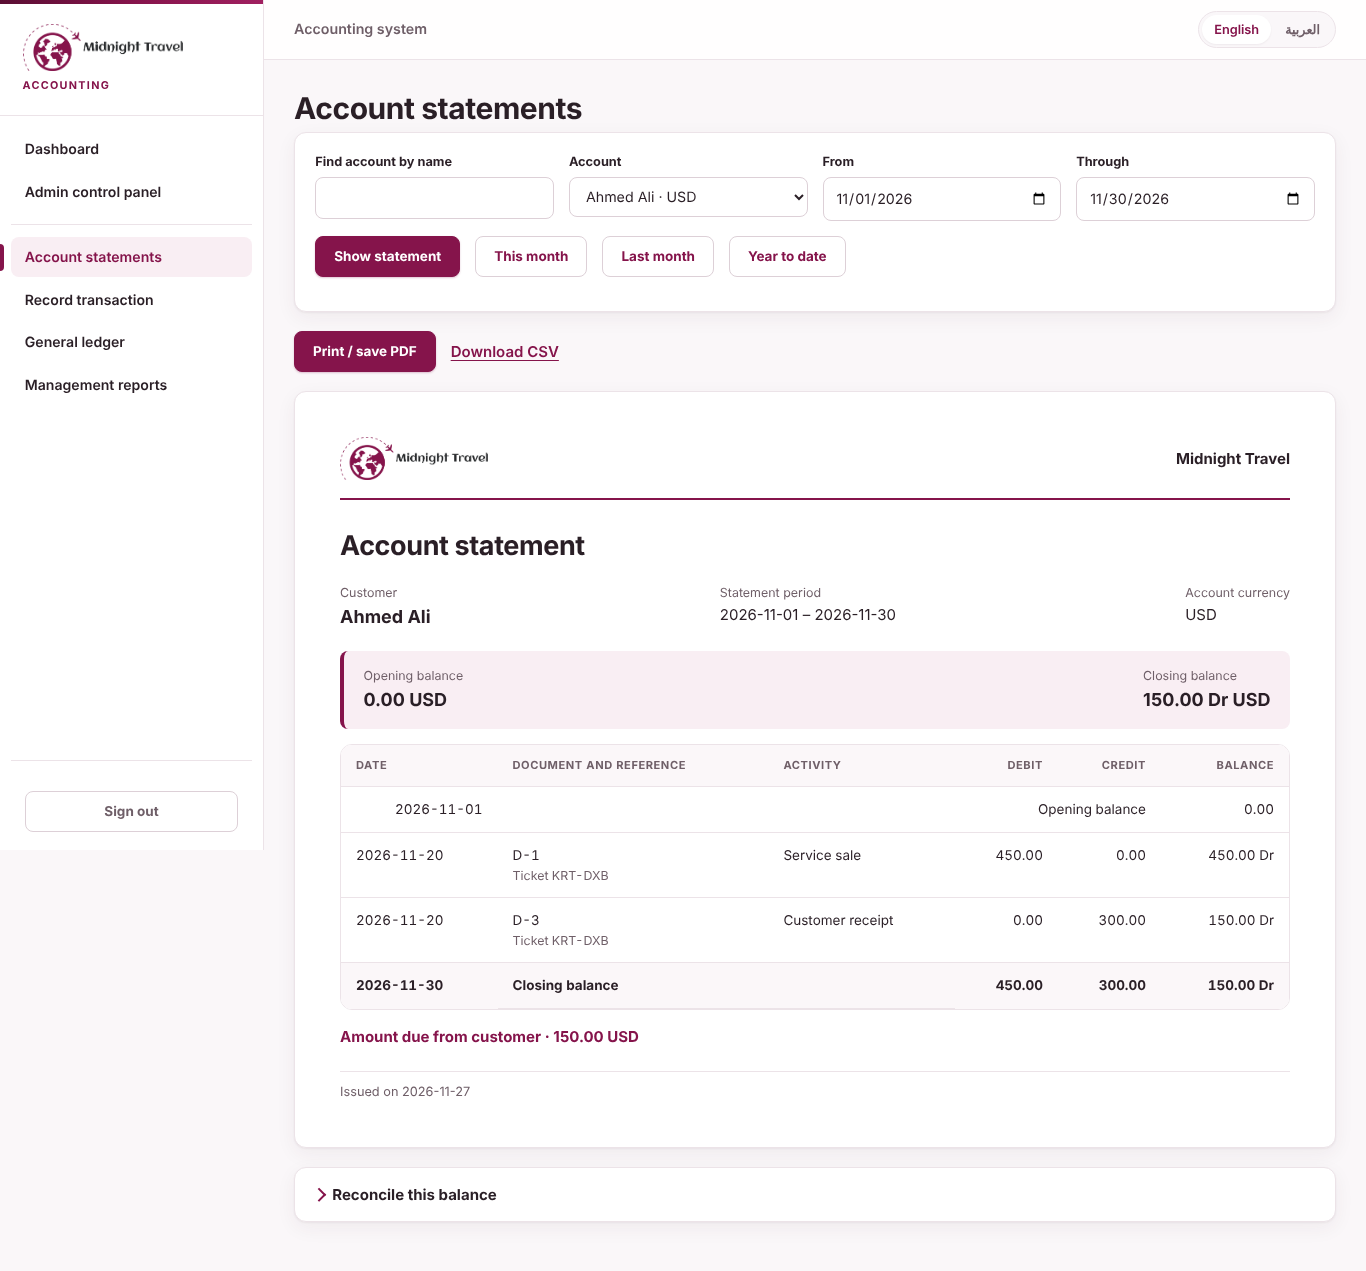 Midnight Travel
ACCOUNTING
Dashboard
Admin control panel
Account statements
Record transaction
General ledger
Management reports
Sign out
Accounting system
English العربية
Account statements
Find account by name Account From Through
Ahmed Ali · USD 11/01/2026 11/30/2026
Show statement This month Last month Year to date
Print / save PDF Download CSV
Midnight Travel Midnight Travel
Account statement
Customer Statement period Account currency
Ahmed Ali 2026-11-01 – 2026-11-30 USD
Opening balance Closing balance
0.00 USD 150.00 Dr USD
DATE DOCUMENT AND REFERENCE ACTIVITY DEBIT CREDIT BALANCE
2026-11-01 Opening balance 0.00
2026-11-20 D-1 Service sale 450.00 0.00 450.00 Dr
Ticket KRT-DXB
2026-11-20 D-3 Customer receipt 0.00 300.00 150.00 Dr
Ticket KRT-DXB
2026-11-30 Closing balance 450.00 300.00 150.00 Dr
Amount due from customer · 150.00 USD
Issued on 2026-11-27
Reconcile this balance